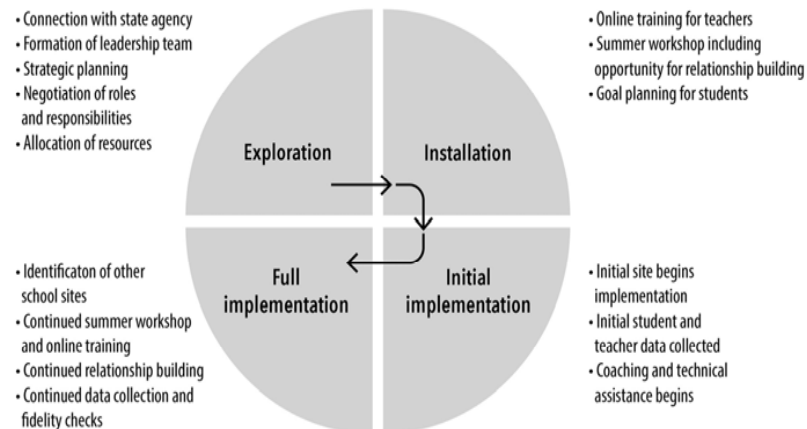 • Connection with state agency
• Formation of leadership team
• Strategic planning
• Negotiation of roles
and responsibilities
• Allocation of resources
• Online training for teachers
• Summer workshop including
opportunity for relationship building
• Goal planning for students
Exploration
Installation
Full
implementation
Initial
implementation
• Identificaton of other
school sites
• Continued summer workshop
and online training
• Continued relationship building
• Continued data collection and
fidelity checks
• Initial site begins
implementation
• Initial student and
teacher data collected
• Coaching and technical
assistance begins